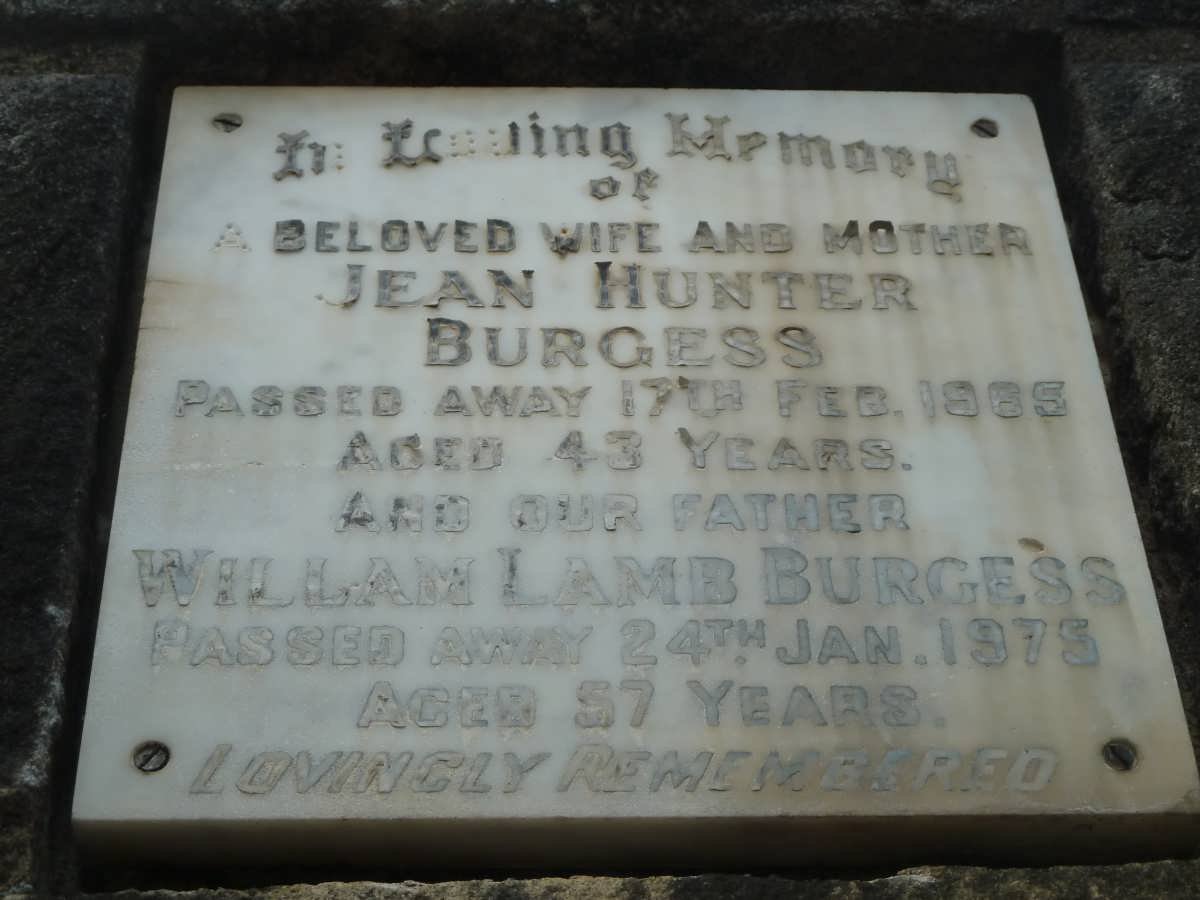 In Loving Memory
of
A BELOVED WIFE AND MOTHER
JEAN HUNTER
BURGESS
PASSED AWAY 17TH FEB. 1965
AGED 43 YEARS.
AND OUR FATHER
WILLAM LAMB BURGESS
PASSED AWAY 24TH JAN. 1975
AGED 57 YEARS.
LOVINGLY REMEMBERED